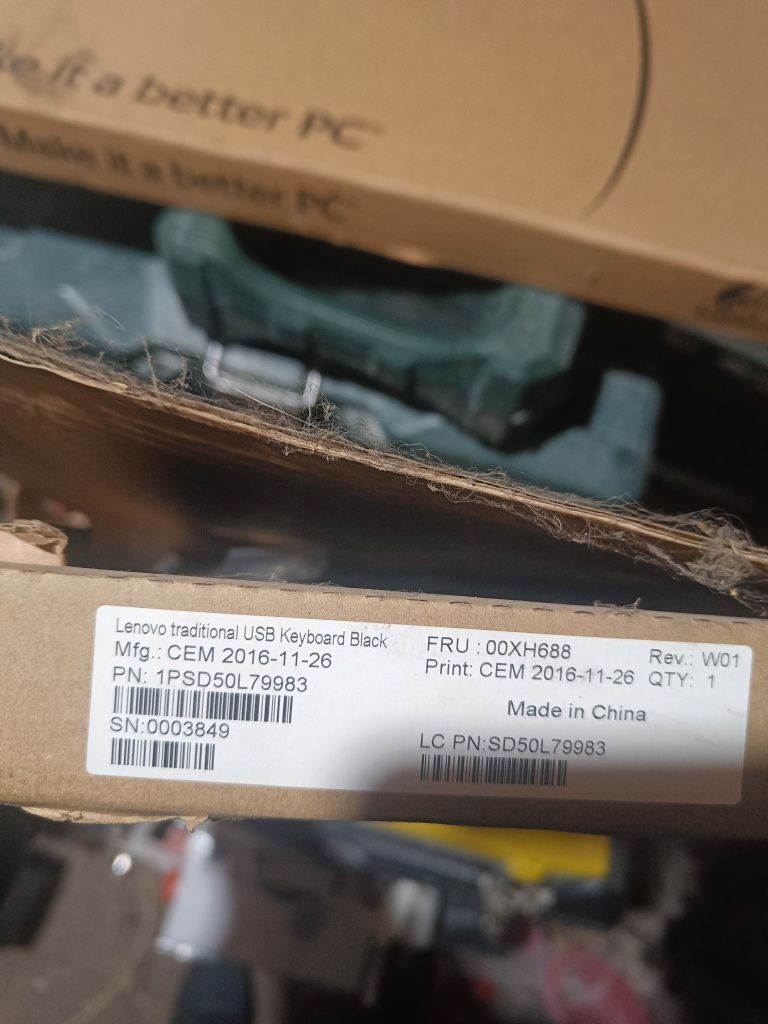 e it a better PC
Make it a better PC
Lenovo traditional USB Keyboard Black
Mfg.: CEM 2016-11-26
PN: 1PSD50L79983
SN:0003849
FRU : 00XH688
Print: CEM 2016-11-26
Rev.: W01
QTY: 1
Made in China
LC PN:SD50L79983